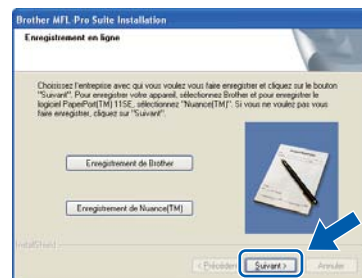 Brother MFL-Pro Suite Installation
Enregistrement en ligne
Choisissez l'entreprise avec qui vous voulez vous faire enregistrer et cliquez sur le bouton
"Suivant". Pour enregistrer votre appareil, sélectionnez Brother et pour enregistrer le
logiciel PaperPort(TM) 11SE, sélectionnez "Nuance(TM)". Si vous ne voulez pas vous
faire enregistrer, cliquez sur "Suivant".
Enregistrement de Brother
Enregistrement de Nuance(TM)
InstallShield
< Précédent
Suivant >
Annuler